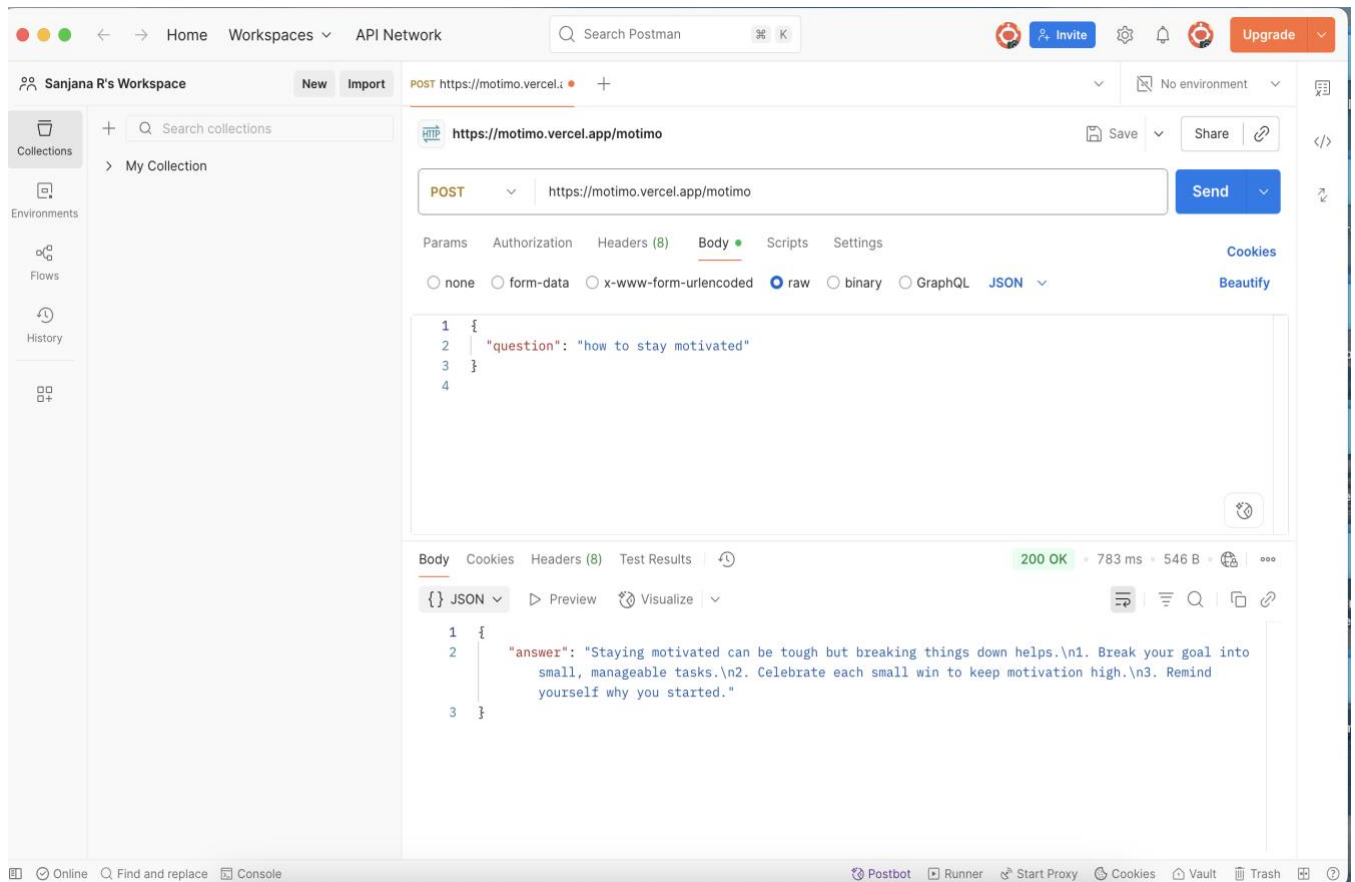 Home Workspaces API Network Search Postman ⌘ K Invite Upgrade
Sanjana R's Workspace New Import POST https://motimo.vercel.a No environment
Collections
Environments
Flows
History
Search collections
My Collection
HTTP https://motimo.vercel.app/motimo Save Share
POST https://motimo.vercel.app/motimo Send
Params Authorization Headers (8) Body Scripts Settings Cookies
none form-data x-www-form-urlencoded raw binary GraphQL JSON Beautify
1 {
2 "question": "how to stay motivated"
3 }
4
Body Cookies Headers (8) Test Results 200 OK 783 ms 546 B
{} JSON Preview Visualize
1 {
2 "answer": "Staying motivated can be tough but breaking things down helps.\n1. Break your goal into
small, manageable tasks.\n2. Celebrate each small win to keep motivation high.\n3. Remind
yourself why you started."
3 }
Online Find and replace Console Postbot Runner Start Proxy Cookies Vault Trash